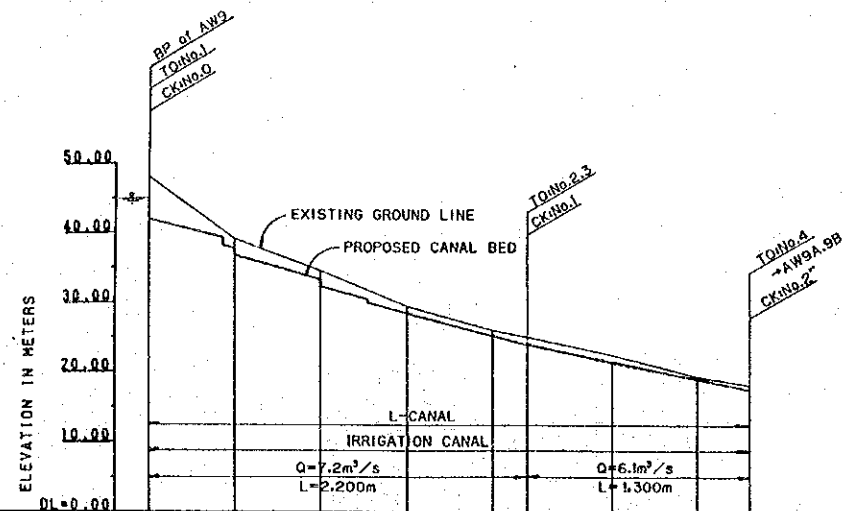 BP of AW9
TO:No.1
CK:No.0
50.00
EXISTING GROUND LINE
TO:No.2.3
CK:No.1
40.00
PROPOSED CANAL BED
TO:No.4
→AW9A.9B
CK:No.2"
30.00
20.00
ELEVATION IN METERS
L-CANAL
10.00
IRRIGATION CANAL
Q=7.2m³/s
Q=6.1m³/s
L=2.200m
L=1.300m
DL=0.00